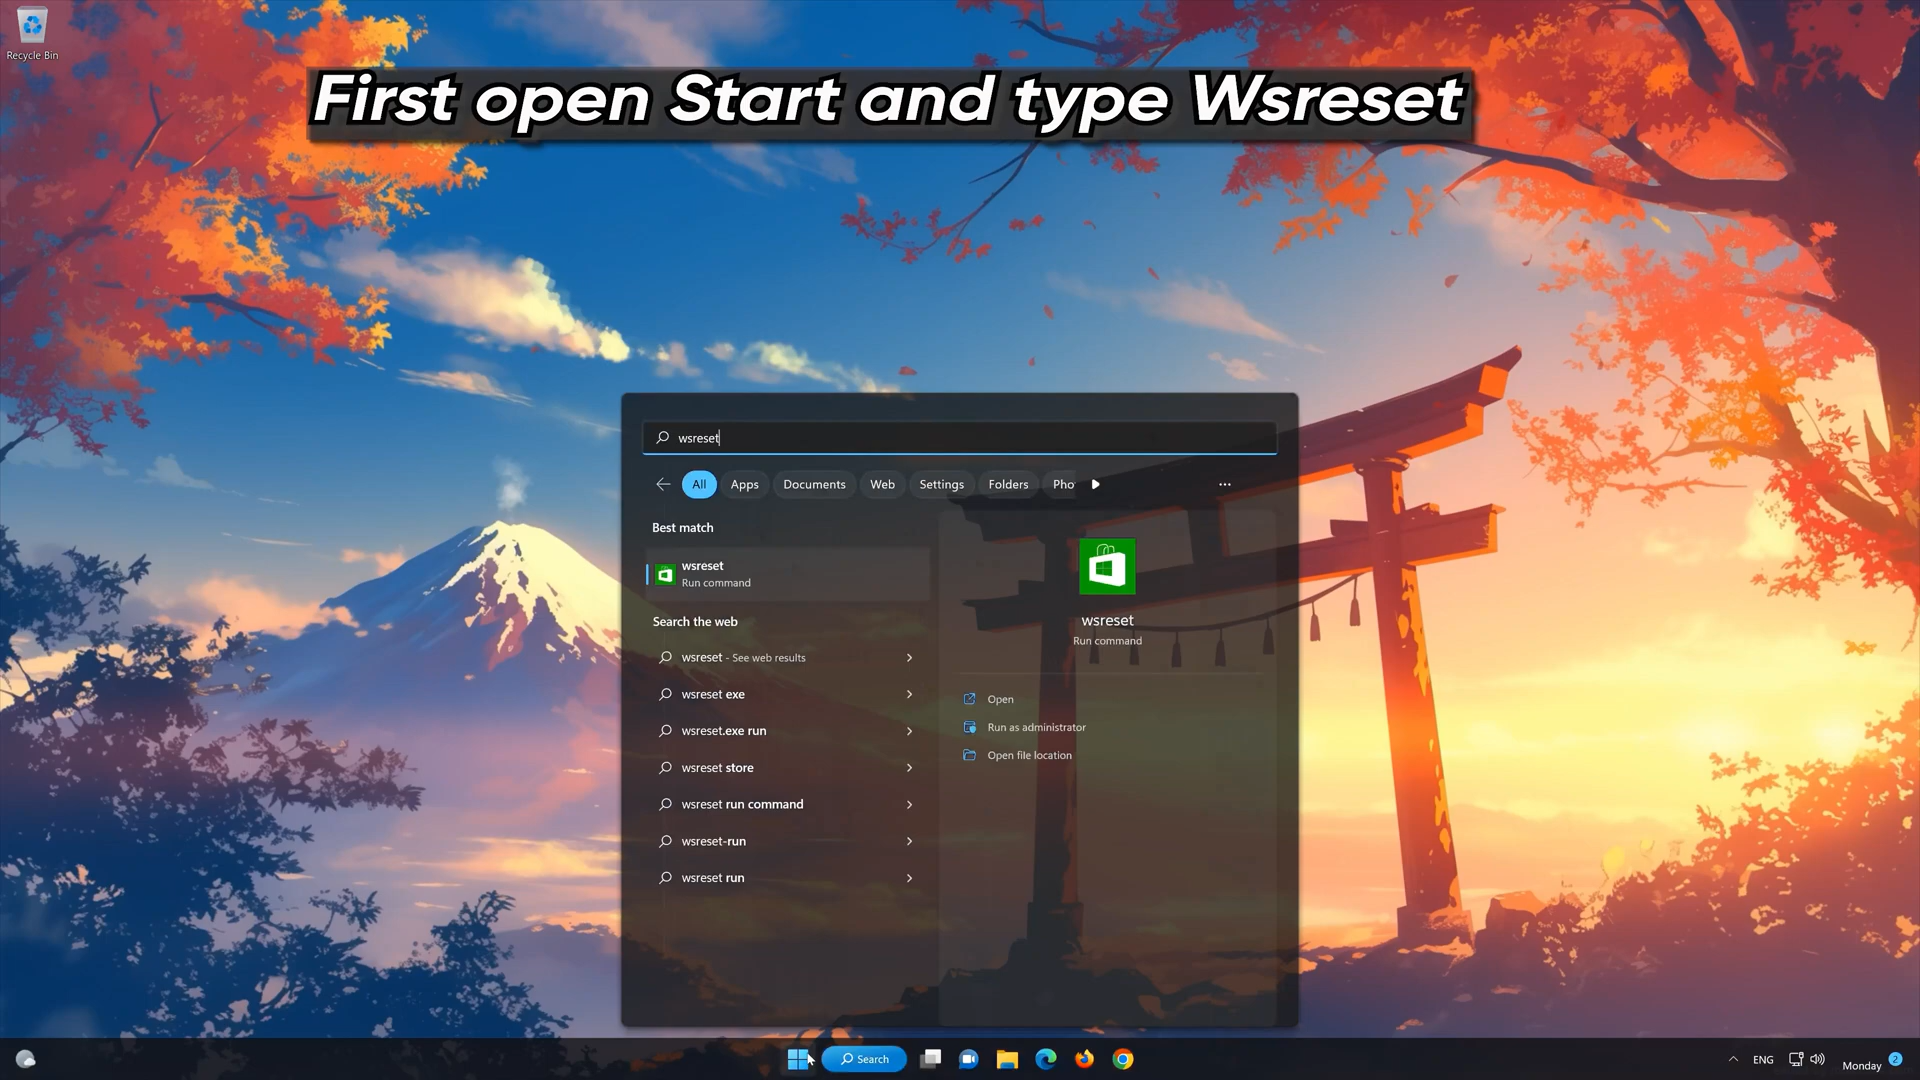 Recycle Bin
First open Start and type Wsreset
wsreset
All Apps Documents Web Settings Folders Pho
Best match
wsreset
Run command
Search the web
wsreset - See web results
wsreset exe
wsreset.exe run
wsreset store
wsreset run command
wsreset-run
wsreset run
wsreset
Run command
Open
Run as administrator
Open file location
Search
ENG
Monday 2